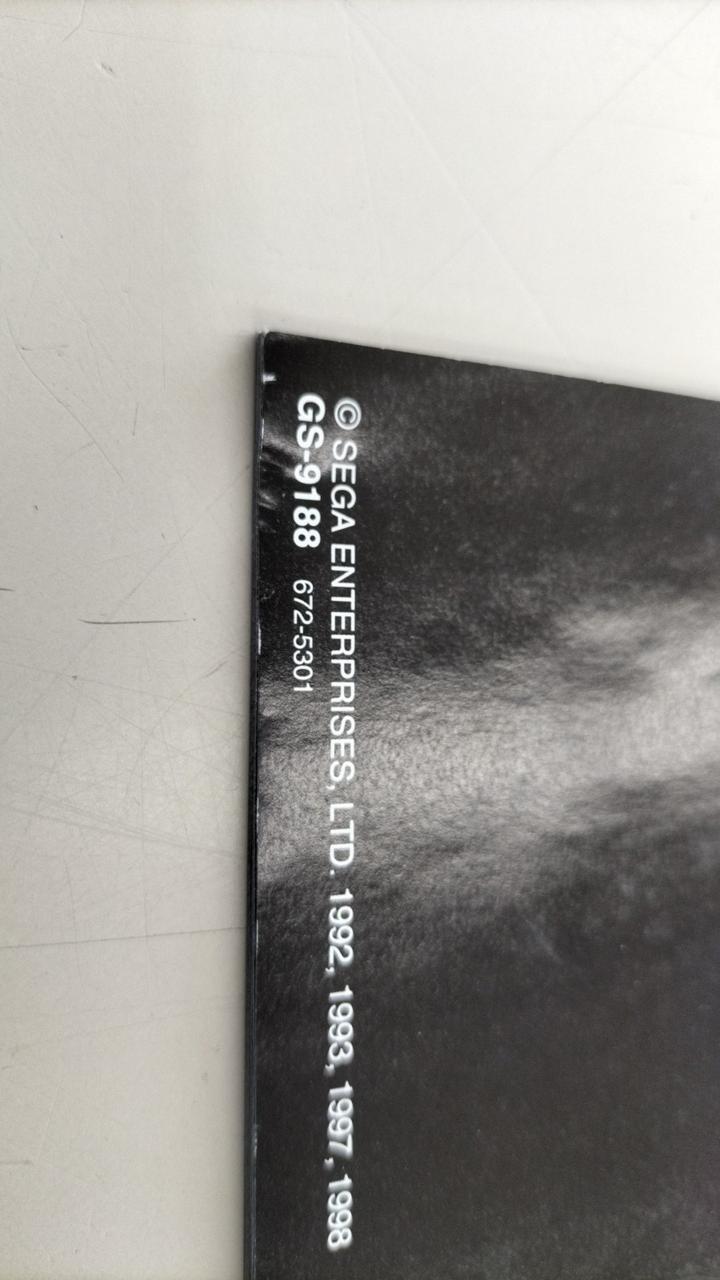 © SEGA ENTERPRISES, LTD. 1992, 1993, 1997, 1998
GS-9188 672-5301